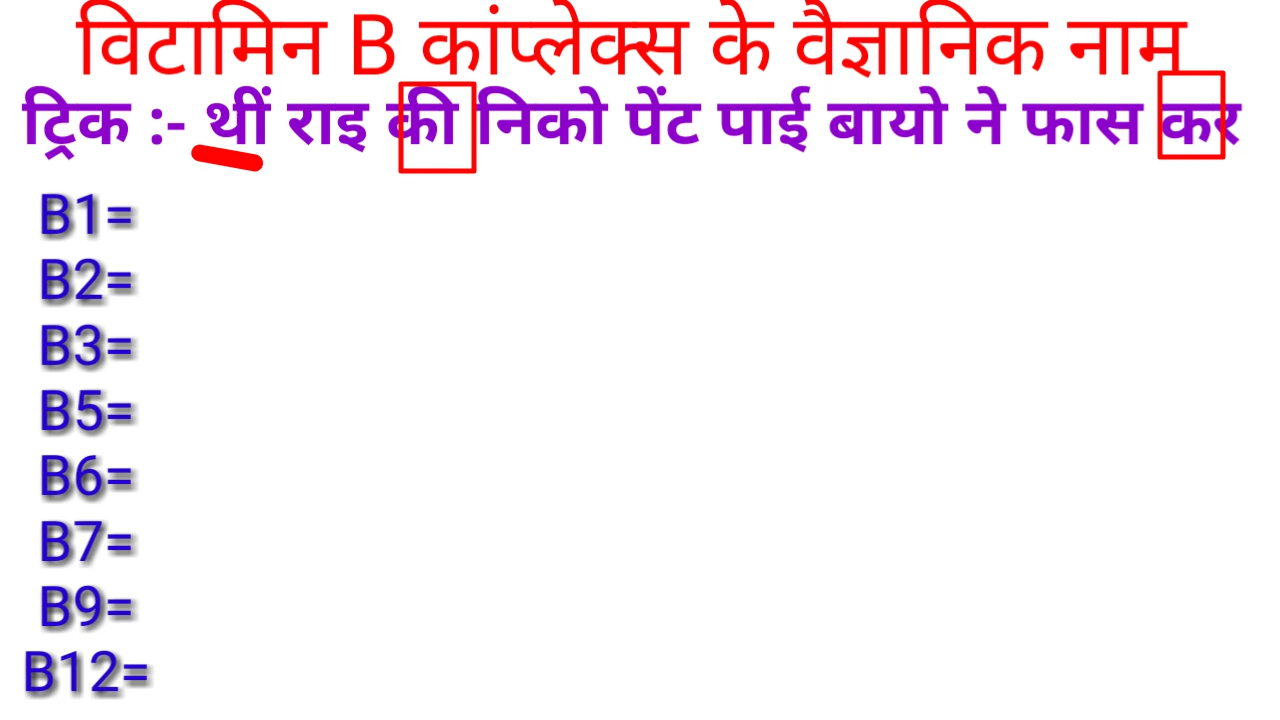 विटामिन B कांप्लेक्स के वैज्ञानिक नाम
ट्रिक :- थीं राइ की निको पेंट पाई बायो ने फास कर
B1=
B2=
B3=
B5=
B6=
B7=
B9=
B12=